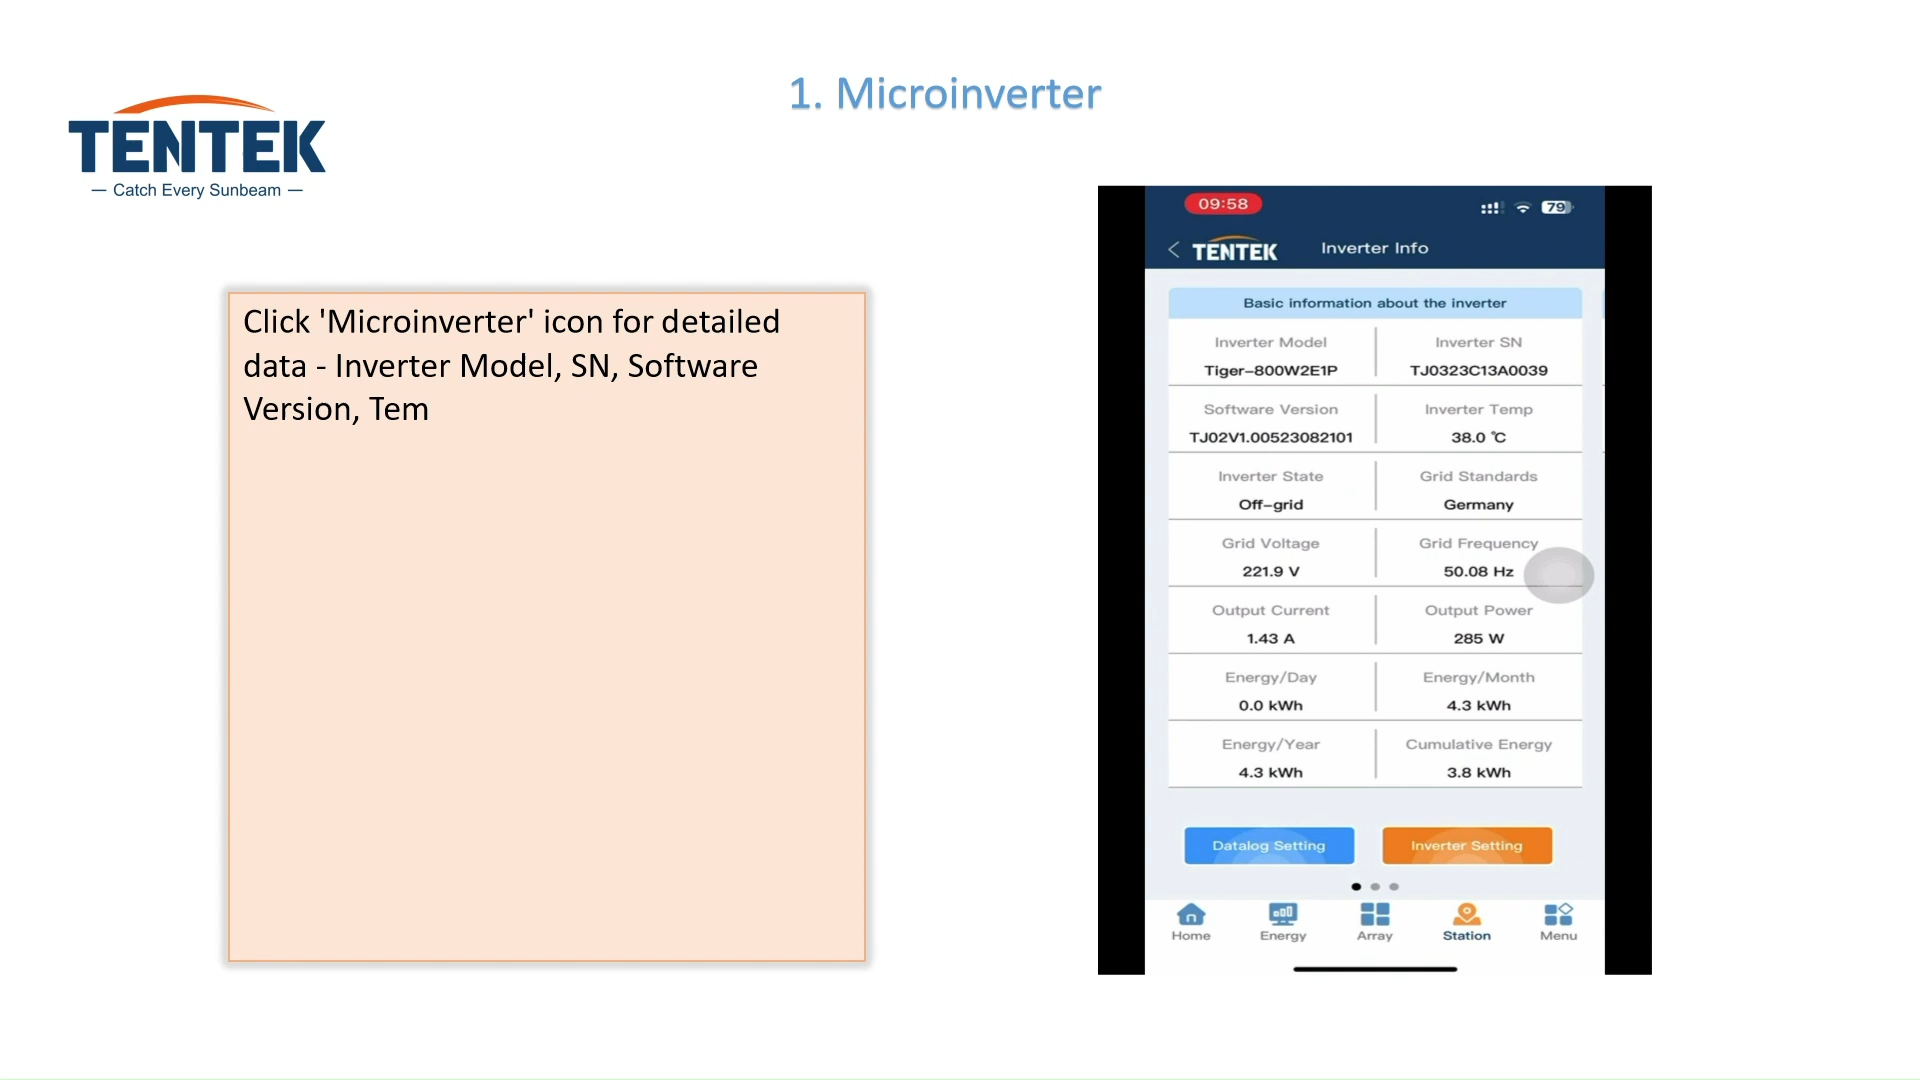 1. Microinverter
TENTEK
— Catch Every Sunbeam —
Click 'Microinverter' icon for detailed
data - Inverter Model, SN, Software
Version, Tem
09:58
79
TENTEK
Inverter Info
Basic information about the inverter
Inverter Model Inverter SN
Tiger-800W2E1P TJ0323C13A0039
Software Version Inverter Temp
TJ02V1.00523082101 38.0 ℃
Inverter State Grid Standards
Off-grid Germany
Grid Voltage Grid Frequency
221.9 V 50.08 Hz
Output Current Output Power
1.43 A 285 W
Energy/Day Energy/Month
0.0 kWh 4.3 kWh
Energy/Year Cumulative Energy
4.3 kWh 3.8 kWh
Datalog Setting Inverter Setting
Home Energy Array Station Menu